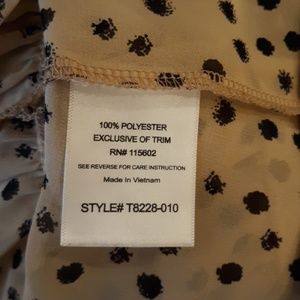 100% POLYESTER
EXCLUSIVE OF TRIM
RN# 115602
SEE REVERSE FOR CARE INSTRUCTION
Made In Vietnam
STYLE# T8228-010